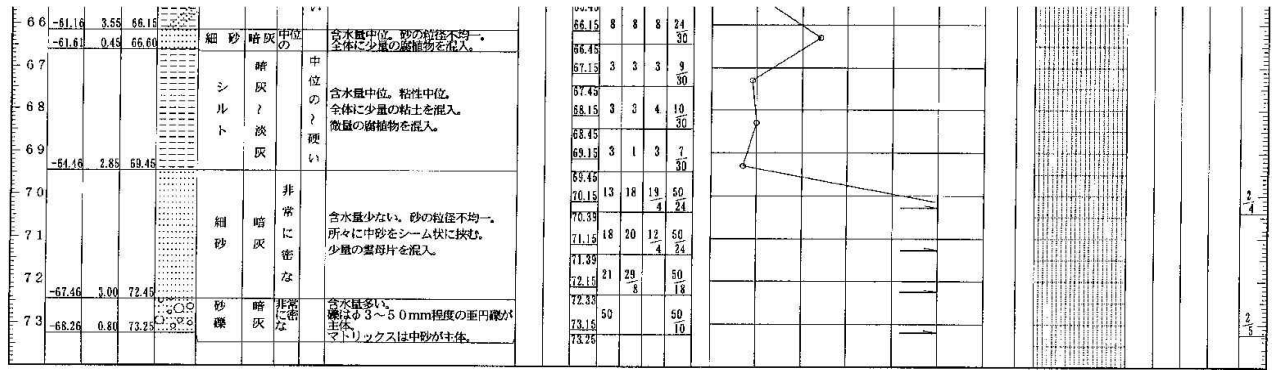 66 -61.16 3.55 66.15 い 66.15 8 8 8 24/30
-61.61 0.45 66.60 細砂 暗灰 中位の 含水量中位。砂の粒径不均一。
全体に少量の腐植物を混入。
66.45
67 シルト 暗灰～淡灰 中位の～硬い 67.15 3 3 3 9/30
67.45
含水量中位。粘性中位。
68 全体に少量の粘土を混入。 68.15 3 3 4 10/30
微量の腐植物を混入。
68.45
69 69.15 3 1 3 7/30
-64.46 2.85 69.45 69.45
70 細砂 暗灰 非常に密な 70.15 13 18 19/4 50/24 2/4
70.39
含水量少ない。砂の粒径不均一。
所々に中砂をシーム状に挟む。
71 少量の雲母片を混入。 71.15 18 20 12/4 50/24
71.39
72 72.15 21 29/8 50/18
-67.46 3.00 72.45 72.33
砂礫 暗灰 非常に密な 含水量多い。
礫はφ3～50mm程度の亜円礫が
主体。
マトリックスは中砂が主体。
73 -68.26 0.80 73.25 73.15 50 50/10 2/5
73.25